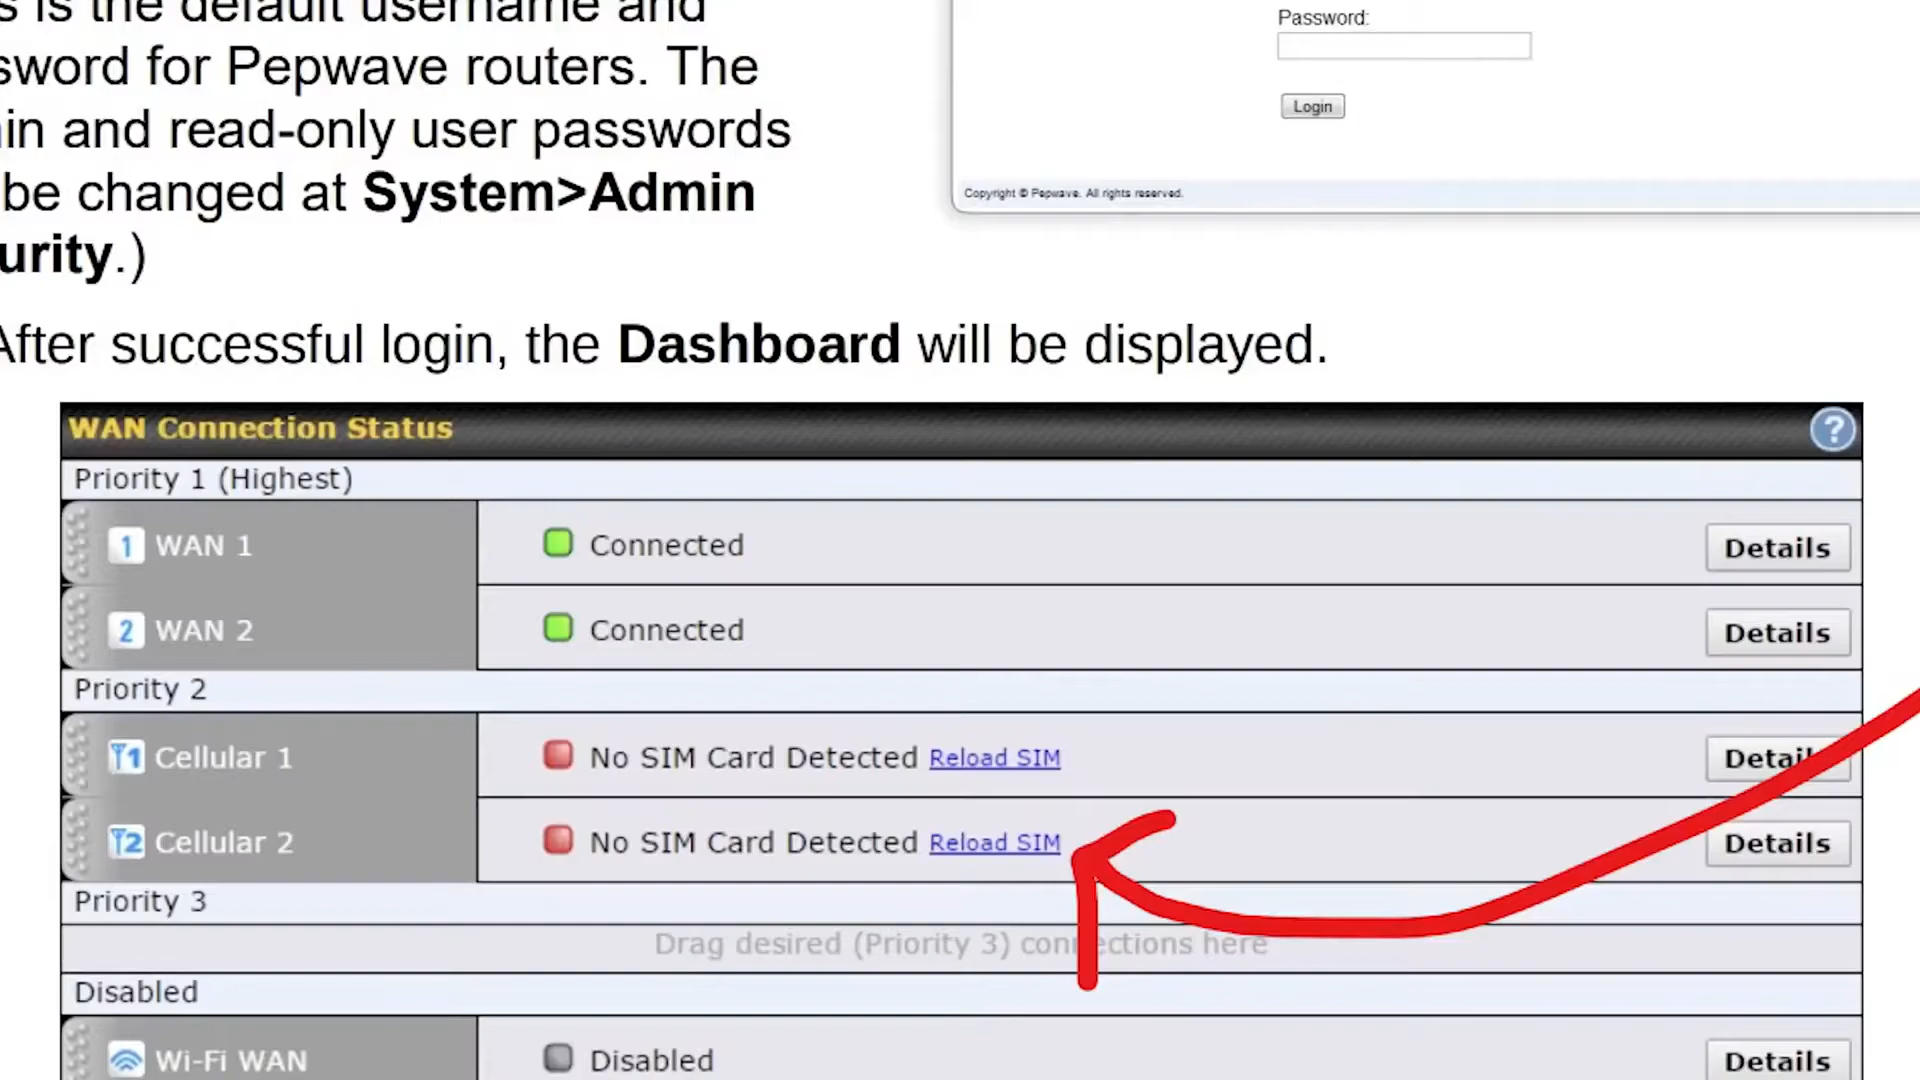 s is the default username and
sword for Pepwave routers. The
in and read-only user passwords
be changed at System>Admin
urity.)
Password:
Login
Copyright © Pepwave. All rights reserved.
After successful login, the Dashboard will be displayed.
WAN Connection Status ?
Priority 1 (Highest)
1 WAN 1 Connected Details
2 WAN 2 Connected Details
Priority 2
1 Cellular 1 No SIM Card Detected Reload SIM Details
2 Cellular 2 No SIM Card Detected Reload SIM Details
Priority 3
Drag desired (Priority 3) connections here
Disabled
Wi-Fi WAN Disabled Details